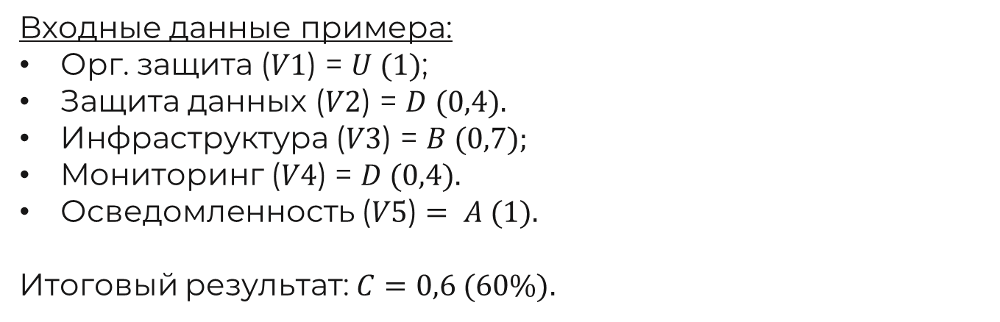 Входные данные примера:
• Орг. защита (V1) = U (1);
• Защита данных (V2) = D (0,4).
• Инфраструктура (V3) = B (0,7);
• Мониторинг (V4) = D (0,4).
• Осведомленность (V5) = A (1).
Итоговый результат: C = 0,6 (60%).